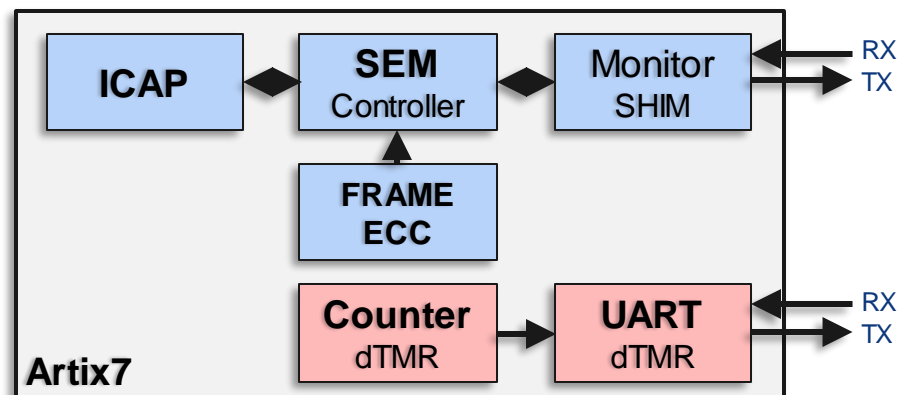 ICAP
SEM
Controller
Monitor
SHIM
RX
TX
FRAME
ECC
Counter
dTMR
UART
dTMR
RX
TX
Artix7